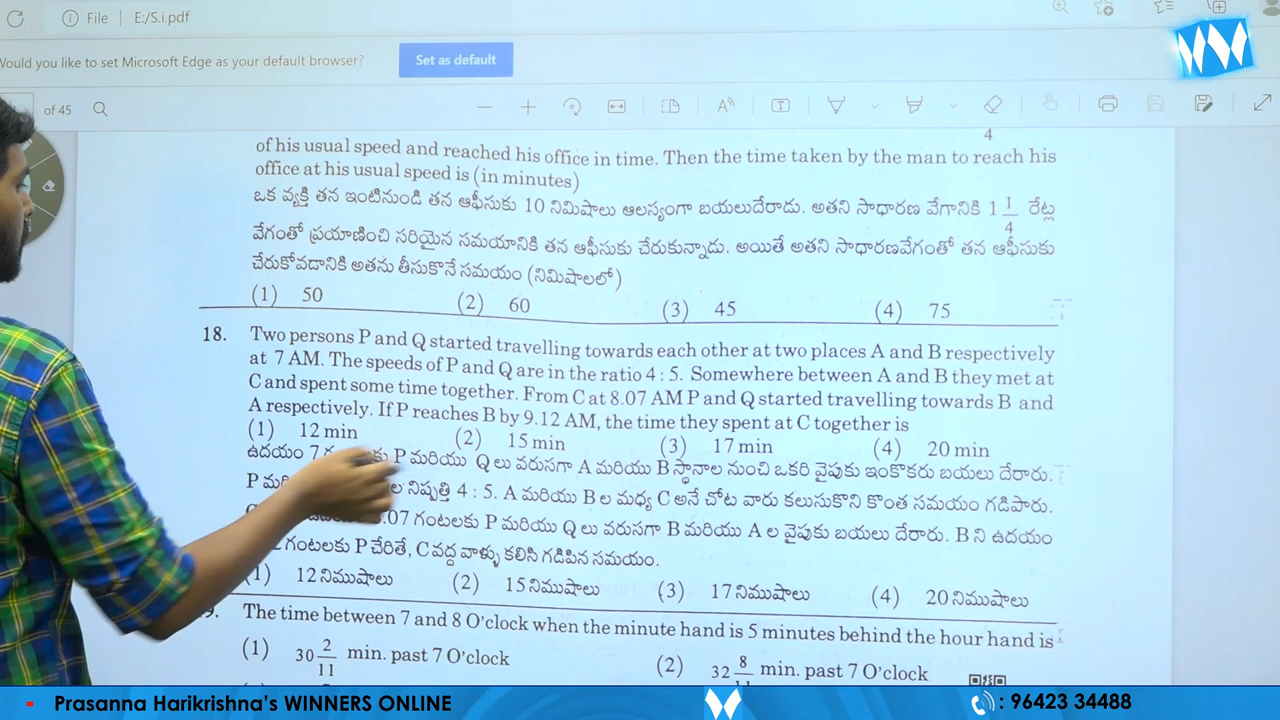 File E:/S.i.pdf
Would you like to set Microsoft Edge as your default browser? Set as default
of 45
4
of his usual speed and reached his office in time. Then the time taken by the man to reach his
office at his usual speed is (in minutes)
ఒక వ్యక్తి తన ఇంటినుండి తన ఆఫీసుకు 10 నిమిషాలు ఆలస్యంగా బయలుదేరాడు. అతని సాధారణ వేగానికి 1 1/4 రేట్ల
వేగంతో ప్రయాణించి సరియైన సమయానికి తన ఆఫీసుకు చేరుకున్నాడు. అయితే అతని సాధారణవేగంతో తన ఆఫీసుకు
చేరుకోవడానికి అతను తీసుకొనే సమయం (నిమిషాలలో)
(1) 50 (2) 60 (3) 45 (4) 75
18. Two persons P and Q started travelling towards each other at two places A and B respectively
at 7 AM. The speeds of P and Q are in the ratio 4 : 5. Somewhere between A and B they met at
C and spent some time together. From C at 8.07 AM P and Q started travelling towards B and
A respectively. If P reaches B by 9.12 AM, the time they spent at C together is
(1) 12 min (2) 15 min (3) 17 min (4) 20 min
ఉదయం 7 P మరియు Q లు వరుసగా A మరియు B స్థానాల నుంచి ఒకరి వైపుకు ఇంకొకరు బయలు దేరారు.
P ల నిష్పత్తి 4 : 5. A మరియు B ల మధ్య C అనే చోట వారు కలుసుకొని కొంత సమయం గడిపారు.
.07 గంటలకు P మరియు Q లు వరుసగా B మరియు A ల వైపుకు బయలు దేరారు. B ని ఉదయం
గంటలకు P చేరితే, C వద్ద వాళ్ళు కలిసి గడిపిన సమయం.
(1) 12 నిముషాలు (2) 15 నిముషాలు (3) 17 నిముషాలు (4) 20 నిముషాలు
9. The time between 7 and 8 O'clock when the minute hand is 5 minutes behind the hour hand is
(1) 30 2/11 min. past 7 O'clock (2) 32 8/11 min. past 7 O'clock
Prasanna Harikrishna's WINNERS ONLINE : 96423 34488